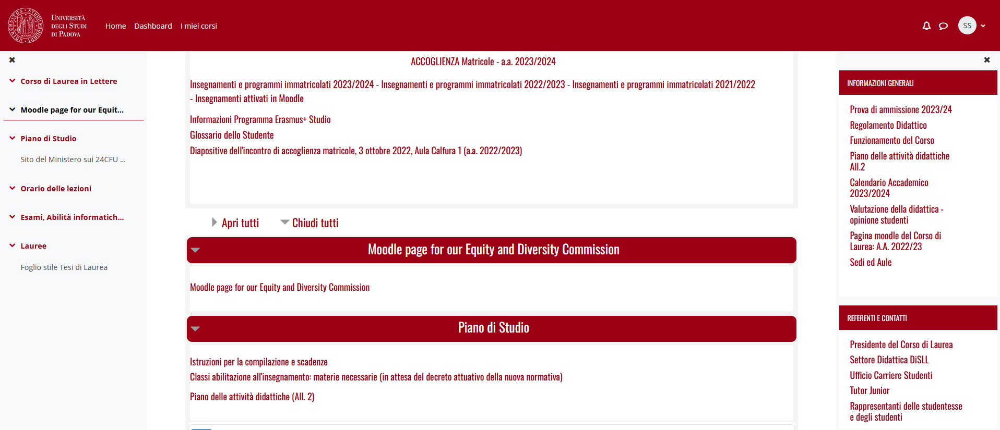 UNIVERSITÀ
DEGLI STUDI
DI PADOVA
Home
Dashboard
I miei corsi
SS
Corso di Laurea in Lettere
Moodle page for our Equit...
Piano di Studio
Sito del Ministero sui 24CFU ...
Orario delle lezioni
Esami, Abilità informatich...
Lauree
Foglio stile Tesi di Laurea
ACCOGLIENZA Matricole - a.a. 2023/2024
Insegnamenti e programmi immatricolati 2023/2024 - Insegnamenti e programmi immatricolati 2022/2023 - Insegnamenti e programmi immatricolati 2021/2022
- Insegnamenti attivati in Moodle
Informazioni Programma Erasmus+ Studio
Glossario dello Studente
Diapositive dell'incontro di accoglienza matricole, 3 ottobre 2022, Aula Calfura 1 (a.a. 2022/2023)
Apri tutti
Chiudi tutti
Moodle page for our Equity and Diversity Commission
Moodle page for our Equity and Diversity Commission
Piano di Studio
Istruzioni per la compilazione e scadenze
Classi abilitazione all'insegnamento: materie necessarie (in attesa del decreto attuativo della nuova normativa)
Piano delle attività didattiche (All. 2)
INFORMAZIONI GENERALI
Prova di ammissione 2023/24
Regolamento Didattico
Funzionamento del Corso
Piano delle attività didattiche
All.2
Calendario Accademico
2023/2024
Valutazione della didattica -
opinione studenti
Pagina moodle del Corso di
Laurea: A.A. 2022/23
Sedi ed Aule
REFERENTI E CONTATTI
Presidente del Corso di Laurea
Settore Didattica DiSLL
Ufficio Carriere Studenti
Tutor Junior
Rappresentanti delle studentesse
e degli studenti